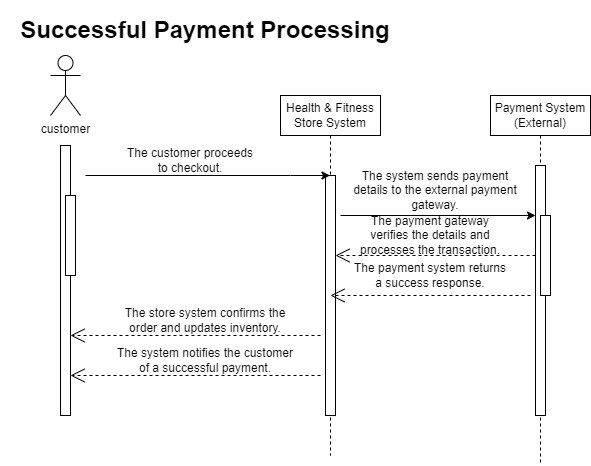 Successful Payment Processing
customer
Health & Fitness
Store System
Payment System
(External)
The customer proceeds
to checkout.
The system sends payment
details to the external payment
gateway.
The payment gateway
verifies the details and
processes the transaction.
The payment system returns
a success response.
The store system confirms the
order and updates inventory.
The system notifies the customer
of a successful payment.